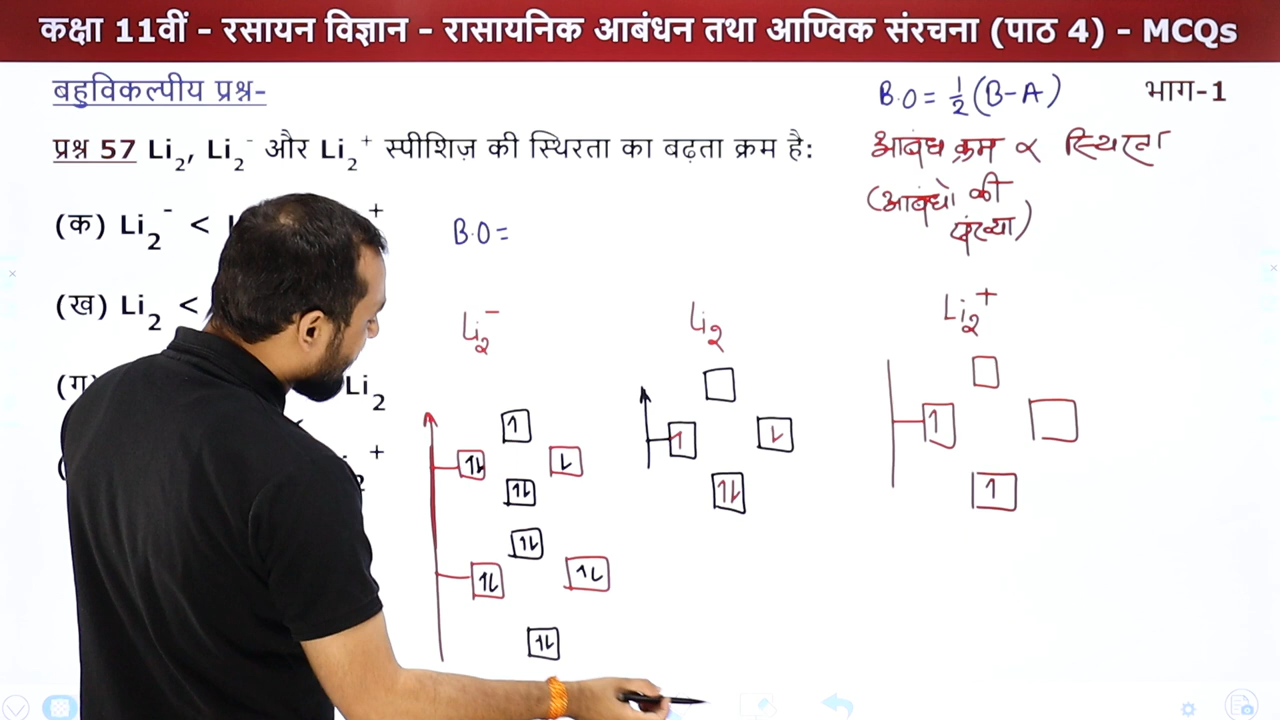 कक्षा 11वीं - रसायन विज्ञान - रासायनिक आबंधन तथा आण्विक संरचना (पाठ 4) - MCQs
बहुविकल्पीय प्रश्न-
B.O = 1/2 (B-A)
भाग-1
प्रश्न 57 Li₂, Li₂⁻ और Li₂⁺ स्पीशिज़ की स्थिरता का बढ़ता क्रम है:
आबंध क्रम ∝ स्थिरता
(आबंधो की
संख्या)
(क) Li₂⁻ <
+
B.O =
(ख) Li₂ <
Li₂⁻
Li₂
Li₂⁺
(ग)
Li₂
<
₂⁺